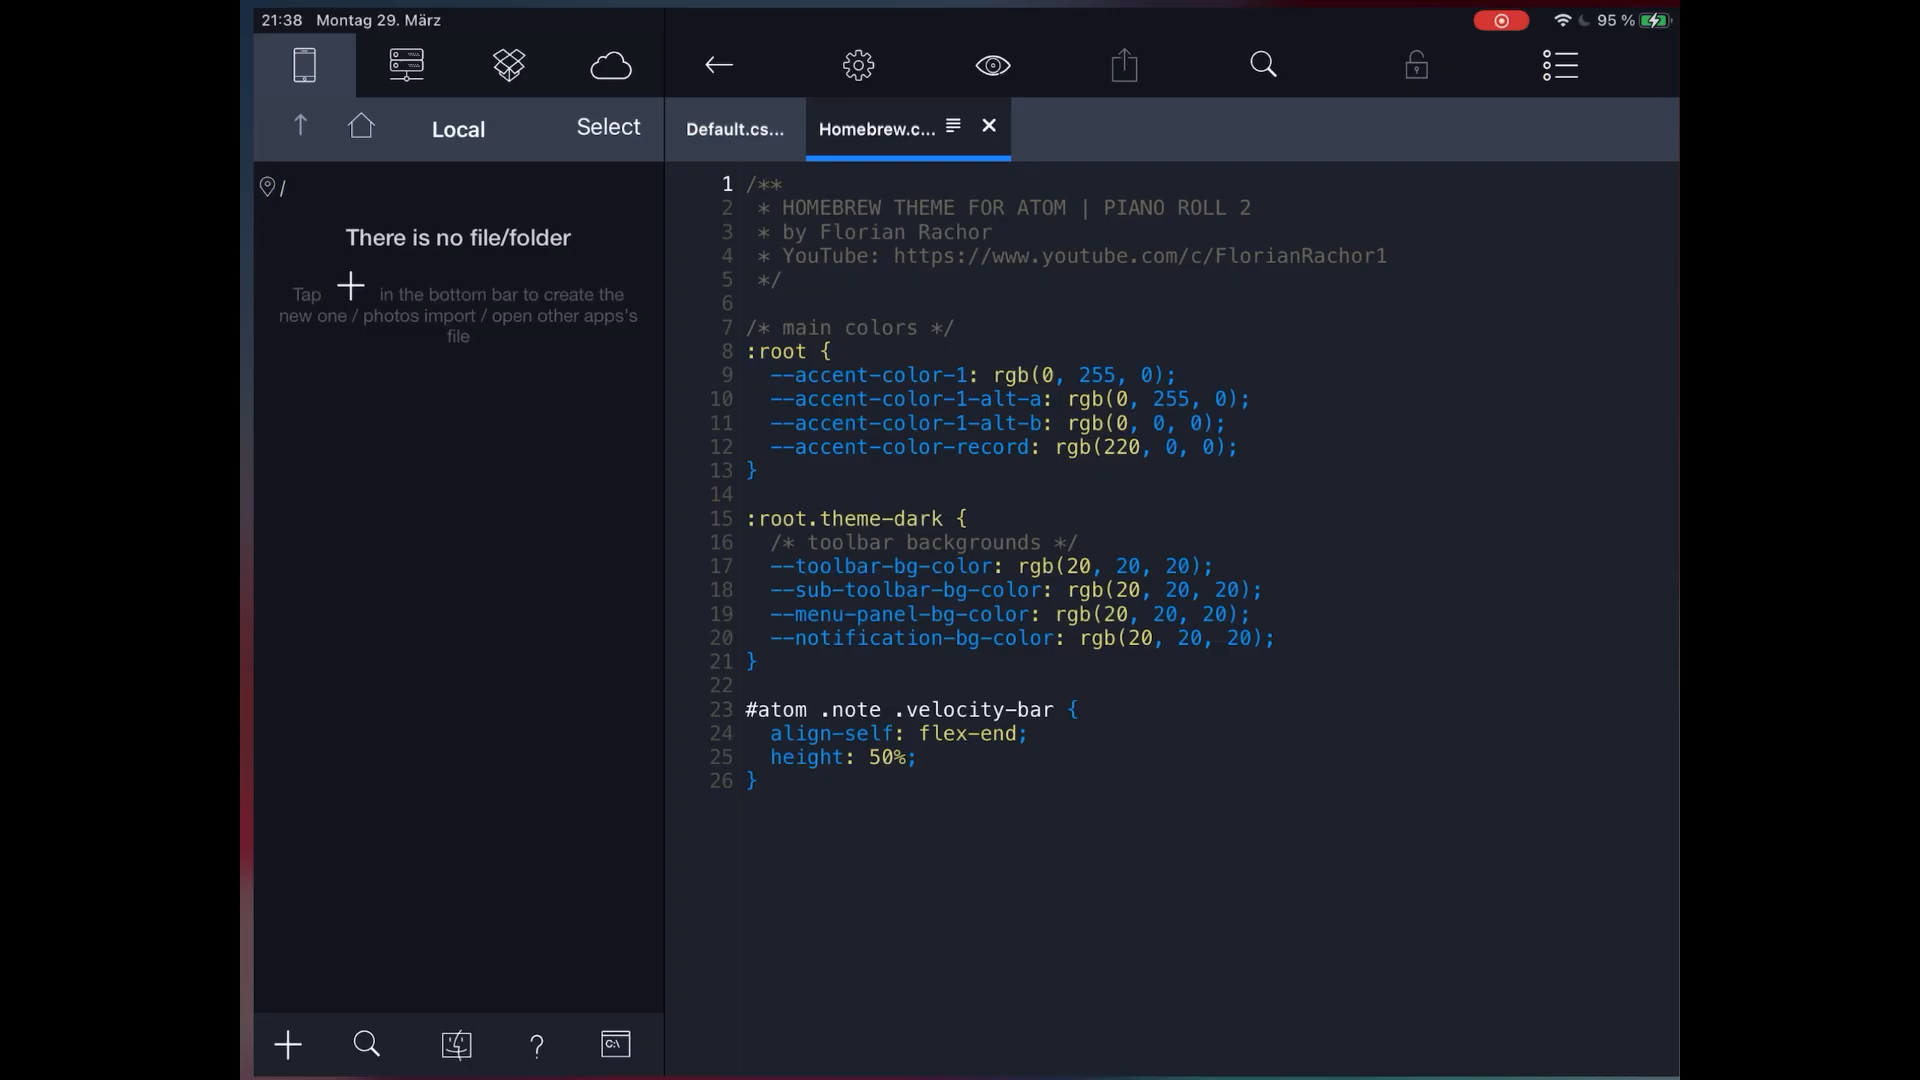 21:38 Montag 29. März
95 %
Local
Select
Default.cs...
Homebrew.c...
/
There is no file/folder
Tap + in the bottom bar to create the
new one / photos import / open other apps's
file
1 /**
2 * HOMEBREW THEME FOR ATOM | PIANO ROLL 2
3 * by Florian Rachor
4 * YouTube: https://www.youtube.com/c/FlorianRachor1
5 */
6
7 /* main colors */
8 :root {
9 --accent-color-1: rgb(0, 255, 0);
10 --accent-color-1-alt-a: rgb(0, 255, 0);
11 --accent-color-1-alt-b: rgb(0, 0, 0);
12 --accent-color-record: rgb(220, 0, 0);
13 }
14
15 :root.theme-dark {
16 /* toolbar backgrounds */
17 --toolbar-bg-color: rgb(20, 20, 20);
18 --sub-toolbar-bg-color: rgb(20, 20, 20);
19 --menu-panel-bg-color: rgb(20, 20, 20);
20 --notification-bg-color: rgb(20, 20, 20);
21 }
22
23 #atom .note .velocity-bar {
24 align-self: flex-end;
25 height: 50%;
26 }
?
C:\